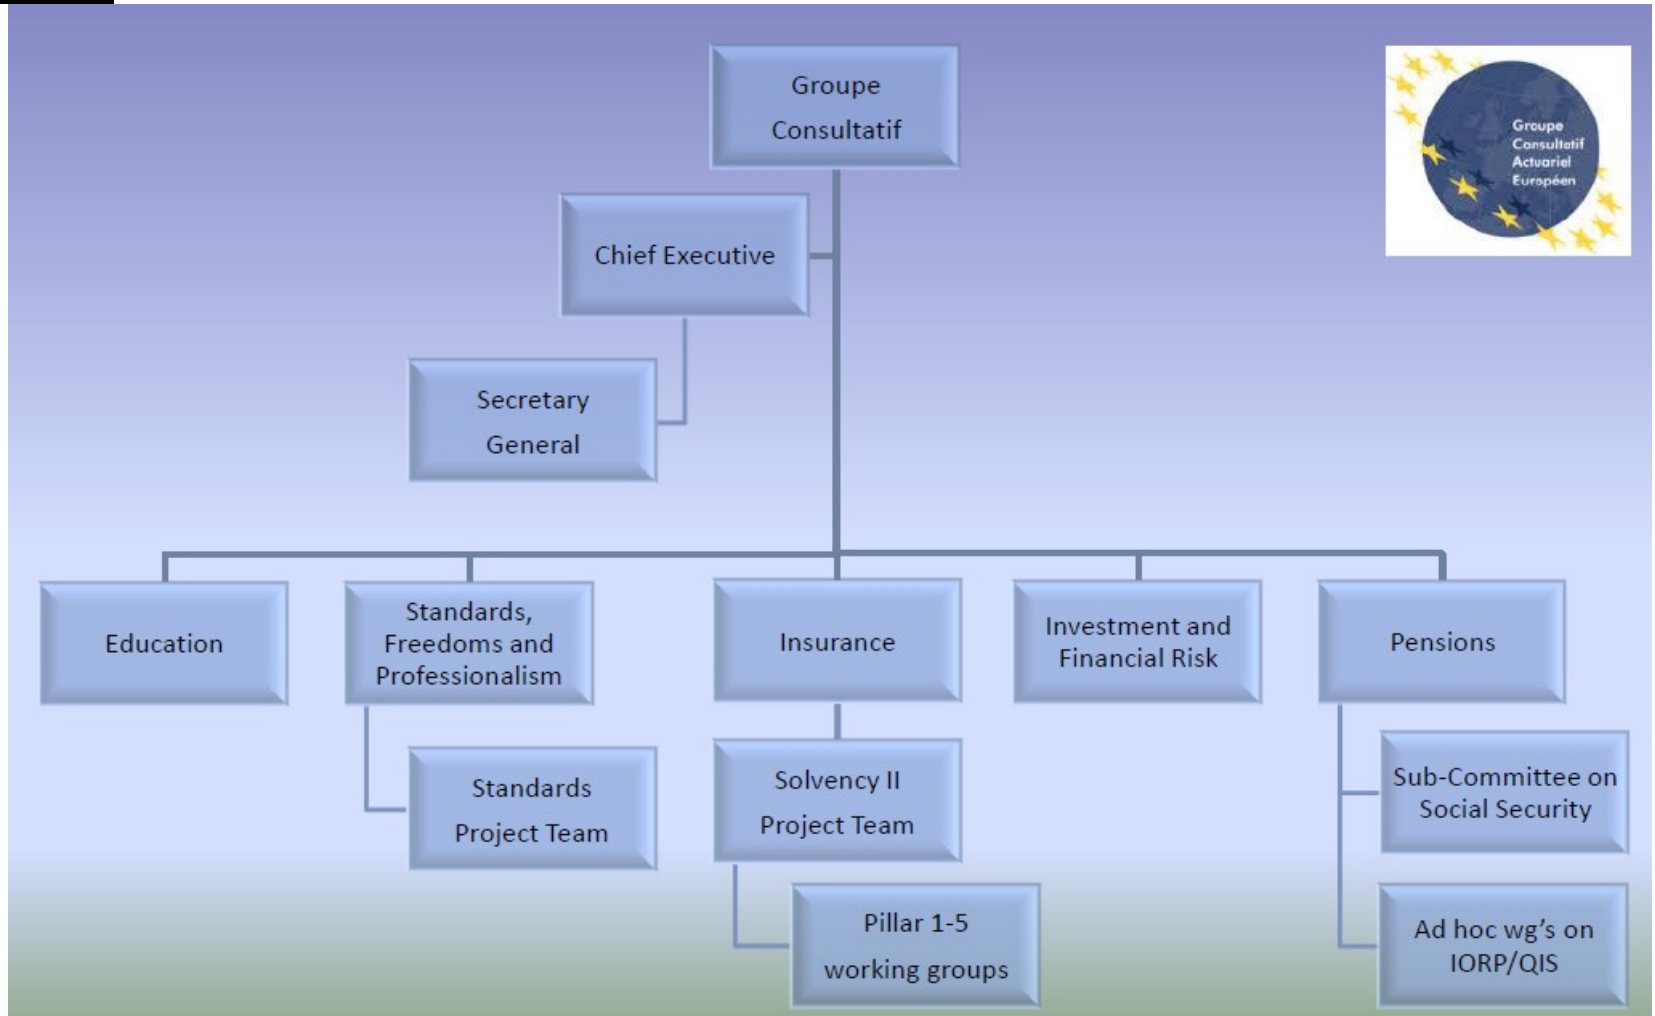 Groupe
Consultatif
Groupe
Consultatif
Actuariel
Européen
Chief Executive
Secretary
General
Education
Standards,
Freedoms and
Professionalism
Insurance
Investment and
Financial Risk
Pensions
Standards
Project Team
Solvency II
Project Team
Sub-Committee on
Social Security
Pillar 1-5
working groups
Ad hoc wg’s on
IORP/QIS